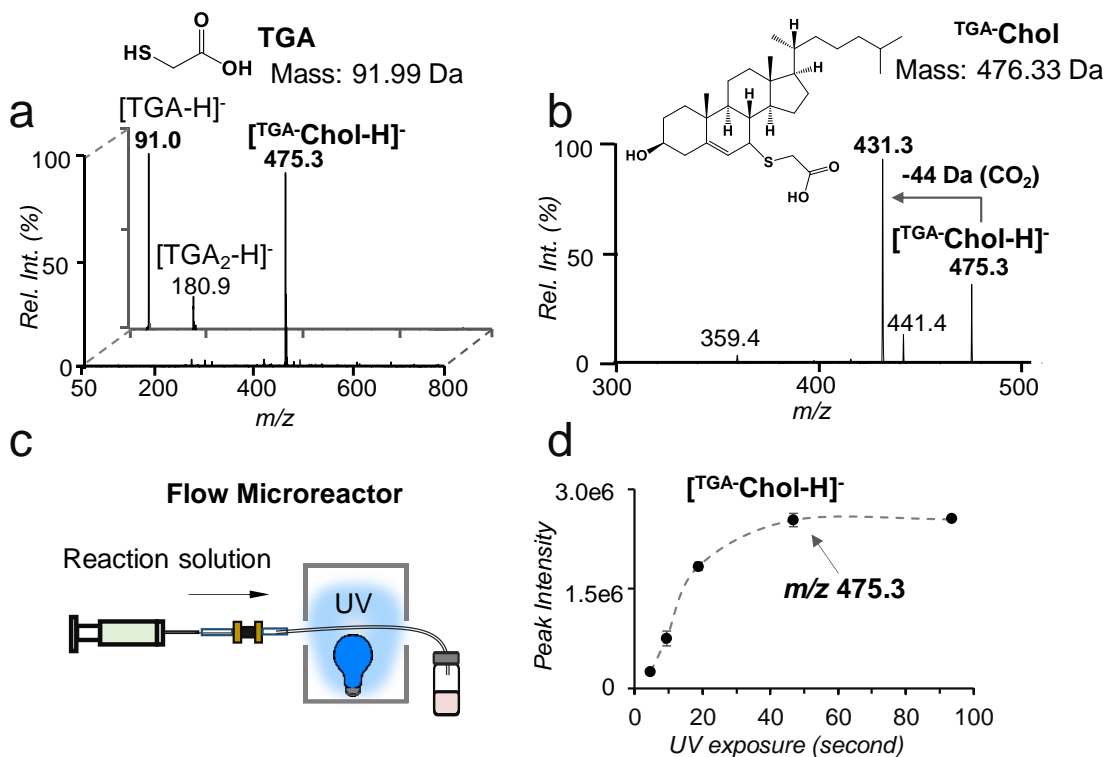 HS
O
OH
TGA
Mass: 91.99 Da
a
[TGA-H]-
91.0
[TGA-Chol-H]-
475.3
[TGA2-H]-
180.9
100
50
0
Rel. Int. (%)
50
200
400
600
800
m/z
b
TGA-Chol
Mass: 476.33 Da
H
H
H
H
H
HO
S
O
HO
431.3
-44 Da (CO2)
[TGA-Chol-H]-
475.3
359.4
441.4
100
50
0
Rel. Int. (%)
300
400
500
m/z
c
Flow Microreactor
Reaction solution
UV
d
[TGA-Chol-H]-
m/z 475.3
3.0e6
1.5e6
0
Peak Intensity
0
20
40
60
80
100
UV exposure (second)